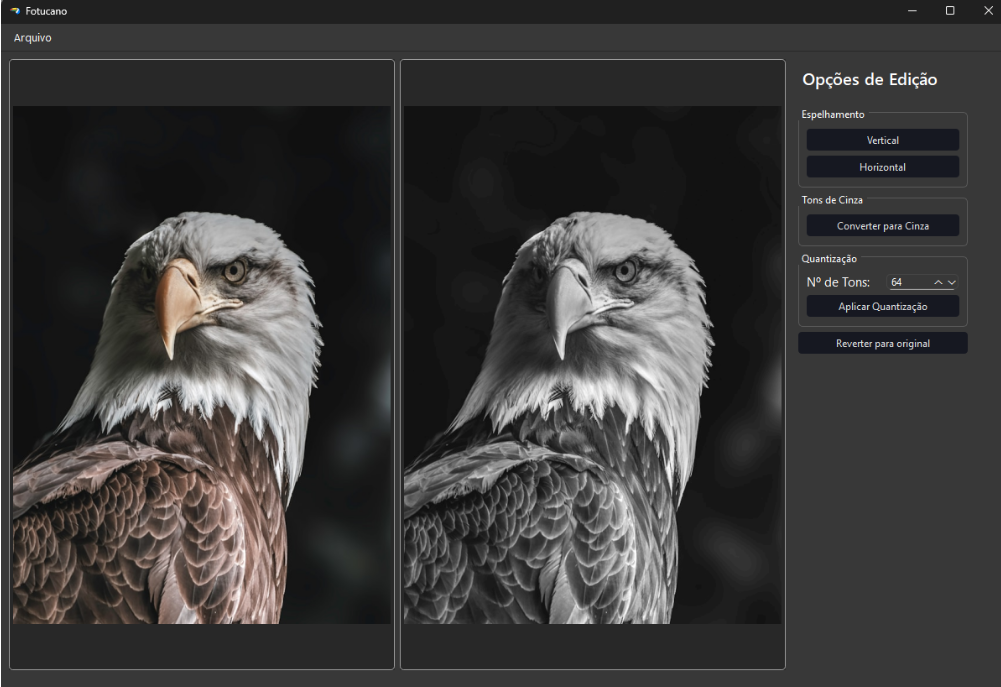 Fotucano
Arquivo
Opções de Edição
Espelhamento
Vertical
Horizontal
Tons de Cinza
Converter para Cinza
Quantização
Nº de Tons: 64
Aplicar Quantização
Reverter para original